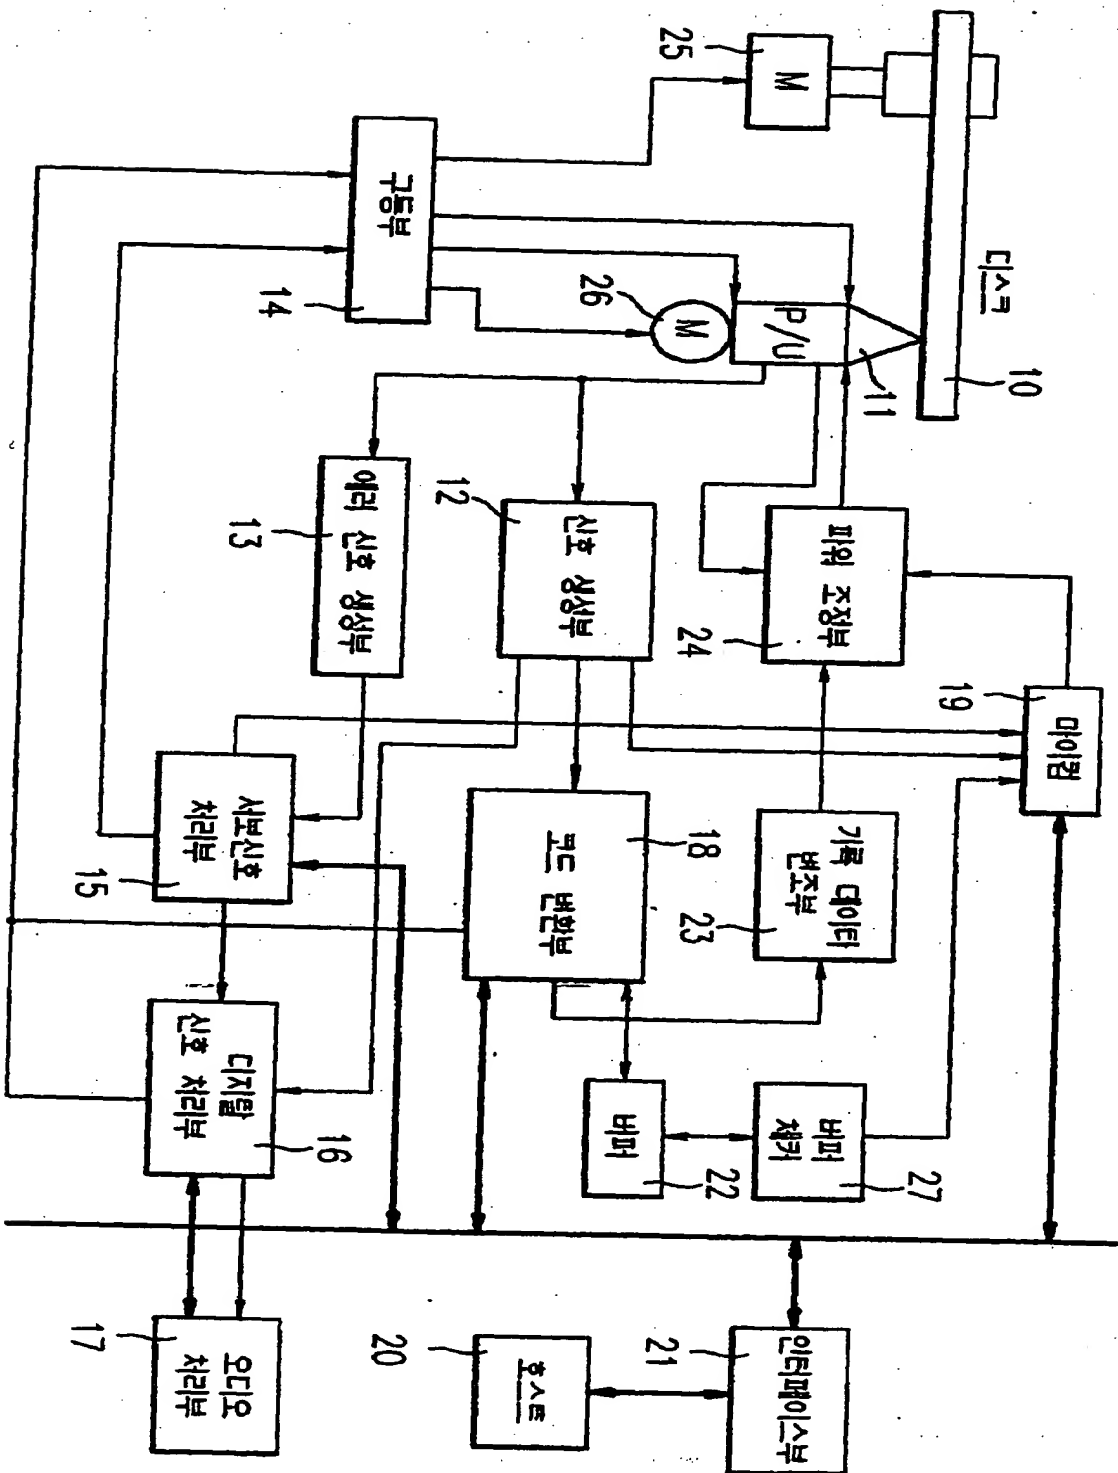 디스크
10
마이컴
19
M
25
11
P/U
26
M
파워 조정부
24
기록 데이터
변조부
23
버퍼
체커
27
인터페이스부
21
신호 생성부
12
코드 변환부
18
버퍼
22
호스트
20
구동부
14
에러 신호 생성부
13
서보신호
처리부
15
디지탈
신호 처리부
16
오디오
처리부
17